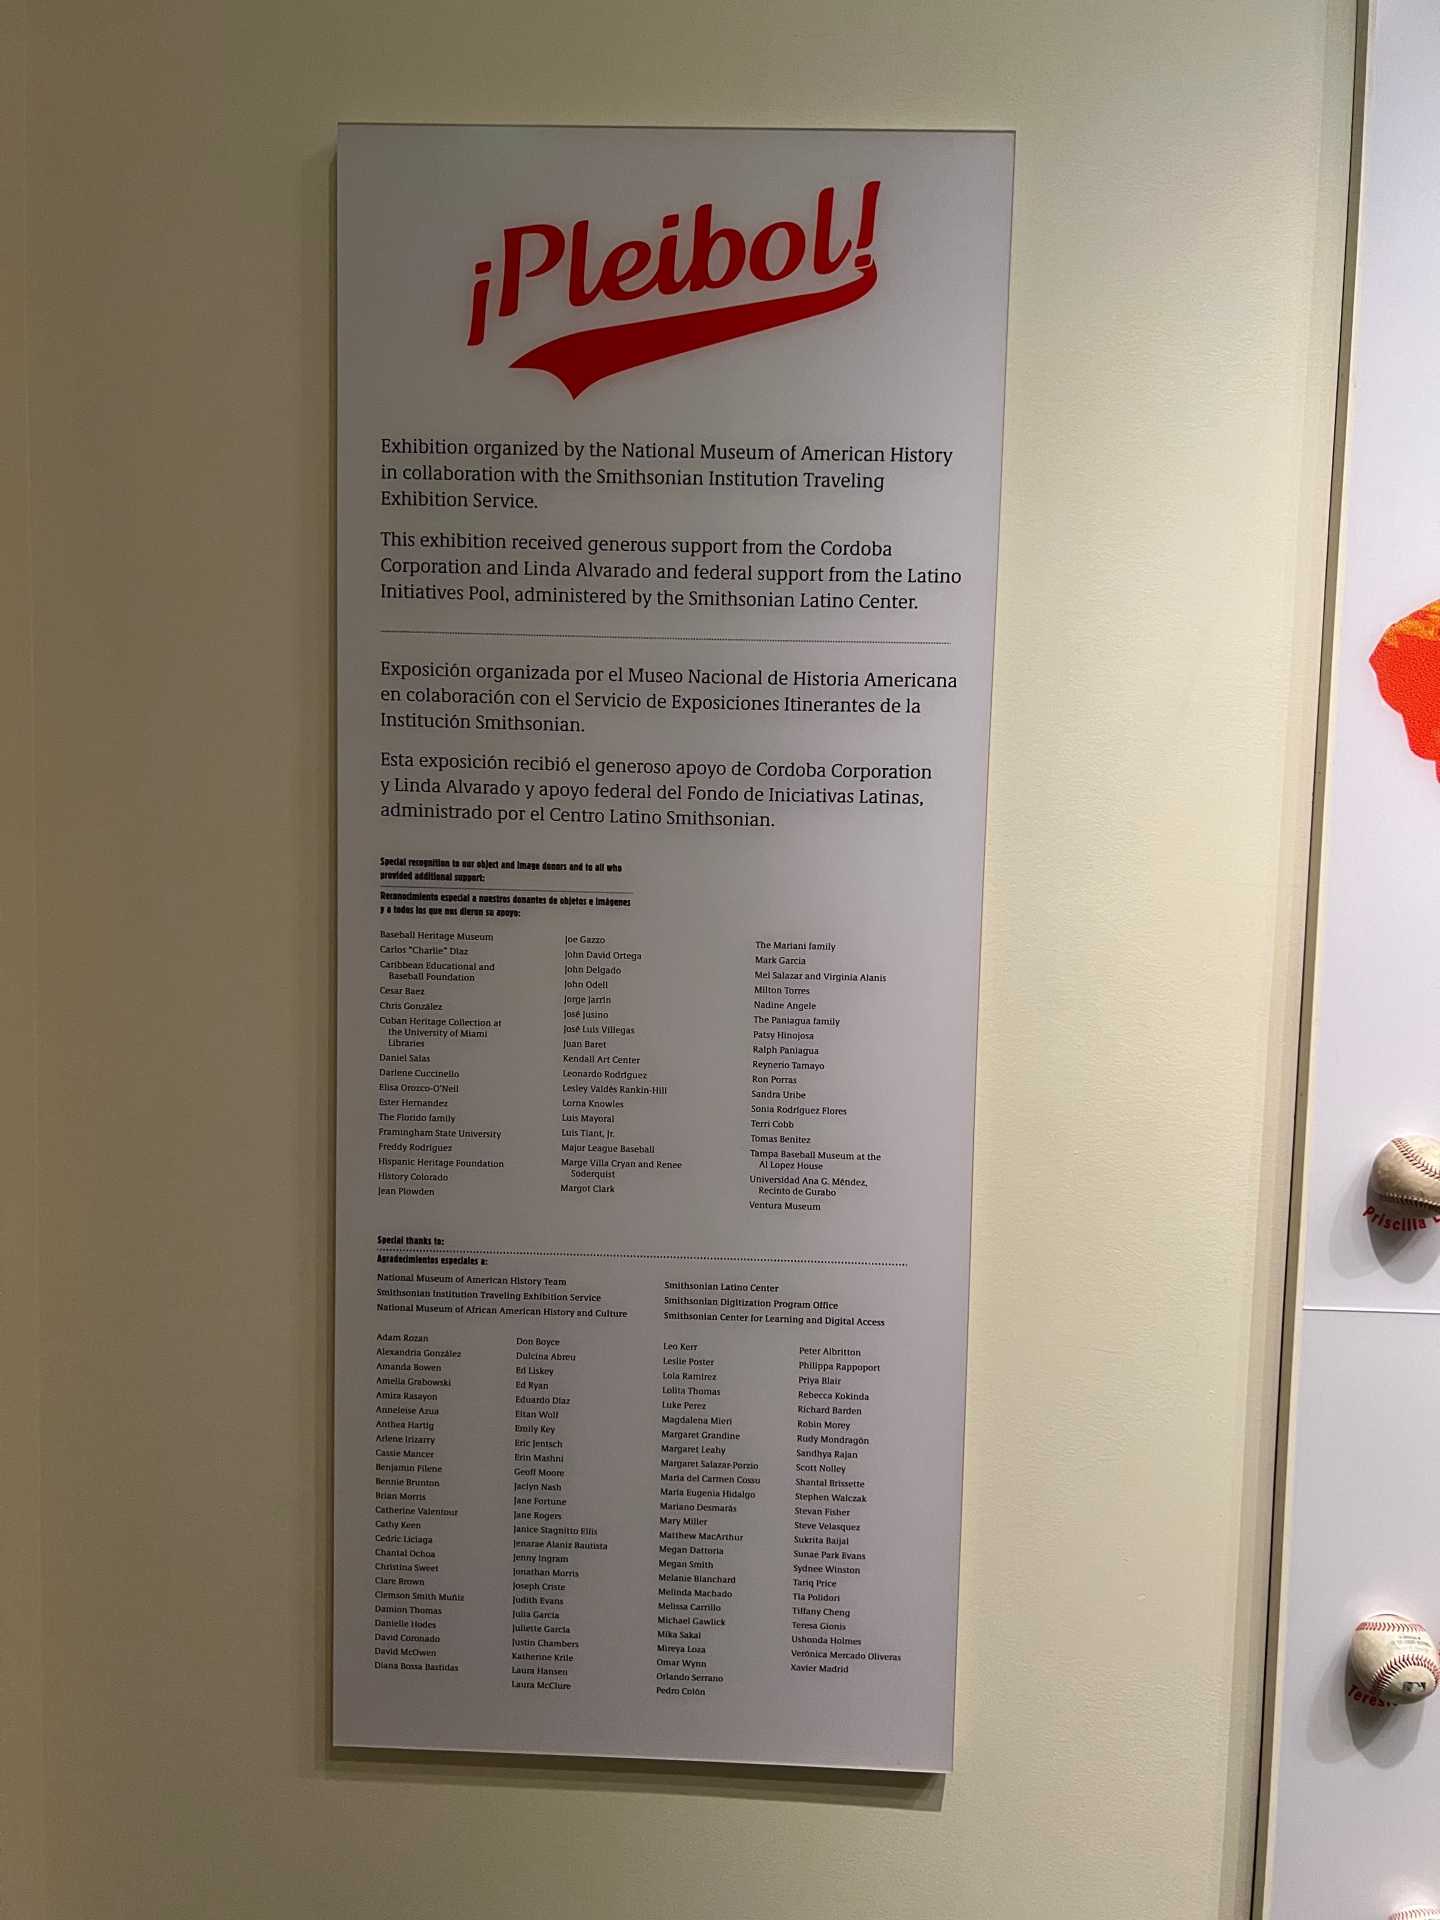 ¡Pleibol!
Exhibition organized by the National Museum of American History
in collaboration with the Smithsonian Institution Traveling
Exhibition Service.
This exhibition received generous support from the Cordoba
Corporation and Linda Alvarado and federal support from the Latino
Initiatives Pool, administered by the Smithsonian Latino Center.
Exposición organizada por el Museo Nacional de Historia Americana
en colaboración con el Servicio de Exposiciones Itinerantes de la
Institución Smithsonian.
Esta exposición recibió el generoso apoyo de Cordoba Corporation
y Linda Alvarado y apoyo federal del Fondo de Iniciativas Latinas,
administrado por el Centro Latino Smithsonian.
Special recognition to our object and image donors and to all who
provided additional support:
Reconocimiento especial a nuestros donantes de objetos e imágenes
y a todos los que nos dieron su apoyo:
Baseball Heritage Museum
Carlos "Charlie" Díaz
Caribbean Educational and
Baseball Foundation
Cesar Baez
Chris González
Cuban Heritage Collection at
the University of Miami
Libraries
Daniel Salas
Darlene Cuccinello
Elisa Orozco-O'Neil
Ester Hernandez
The Florido family
Framingham State University
Freddy Rodríguez
Hispanic Heritage Foundation
History Colorado
Jean Plowden
Joe Gazzo
John David Ortega
John Delgado
John Odell
Jorge Jarrín
José Jusino
José Luis Villegas
Juan Baret
Kendall Art Center
Leonardo Rodríguez
Lesley Valdés Rankin-Hill
Lorna Knowles
Luis Mayoral
Luis Tiant, Jr.
Major League Baseball
Marge Villa Cryan and Renee
Soderquist
Margot Clark
The Mariani family
Mark Garcia
Mel Salazar and Virginia Alanis
Milton Torres
Nadine Angele
The Paniagua family
Patsy Hinojosa
Ralph Paniagua
Reynerio Tamayo
Ron Porras
Sandra Uribe
Sonia Rodríguez Flores
Terri Cobb
Tomas Benitez
Tampa Baseball Museum at the
Al Lopez House
Universidad Ana G. Méndez,
Recinto de Gurabo
Ventura Museum
Special thanks to:
Agradecimientos especiales a:
National Museum of American History Team
Smithsonian Institution Traveling Exhibition Service
National Museum of African American History and Culture
Smithsonian Latino Center
Smithsonian Digitization Program Office
Smithsonian Center for Learning and Digital Access
Adam Rozan
Alexandria González
Amanda Bowen
Amelia Grabowski
Amira Rasayon
Anneleise Azua
Anthea Hartig
Arlene Irizarry
Cassie Mancer
Benjamin Filene
Bennie Brunton
Brian Morris
Catherine Valentour
Cathy Keen
Cedric Liciaga
Chantal Ochoa
Christina Sweet
Clare Brown
Clemson Smith Muñiz
Damion Thomas
Danielle Hodes
David Coronado
David McOwen
Diana Bossa Bastidas
Don Boyce
Dulcina Abreu
Ed Liskey
Ed Ryan
Eduardo Díaz
Eitan Wolf
Emily Key
Eric Jentsch
Erin Mashni
Geoff Moore
Jaclyn Nash
Jane Fortune
Jane Rogers
Janice Stagnitto Ellis
Jenarae Alaniz Bautista
Jenny Ingram
Jonathan Morris
Joseph Criste
Judith Evans
Julia Garcia
Juliette Garcia
Justin Chambers
Katherine Krile
Laura Hansen
Laura McClure
Leo Kerr
Leslie Poster
Lola Ramirez
Lolita Thomas
Luke Perez
Magdalena Mieri
Margaret Grandine
Margaret Leahy
Margaret Salazar-Porzio
Maria del Carmen Cossu
María Eugenia Hidalgo
Mariano Desmarás
Mary Miller
Matthew MacArthur
Megan Dattoria
Megan Smith
Melanie Blanchard
Melinda Machado
Melissa Carrillo
Michael Gawlick
Mika Sakai
Mireya Loza
Omar Wynn
Orlando Serrano
Pedro Colón
Peter Albritton
Philippa Rappoport
Priya Blair
Rebecca Kokinda
Richard Barden
Robin Morey
Rudy Mondragón
Sandhya Rajan
Scott Nolley
Shantal Brissette
Stephen Walczak
Stevan Fisher
Steve Velasquez
Sukrita Baijal
Sunae Park Evans
Sydnee Winston
Tariq Price
Tia Polidori
Tiffany Cheng
Teresa Gionis
Ushonda Holmes
Verónica Mercado Oliveras
Xavier Madrid
Priscilla